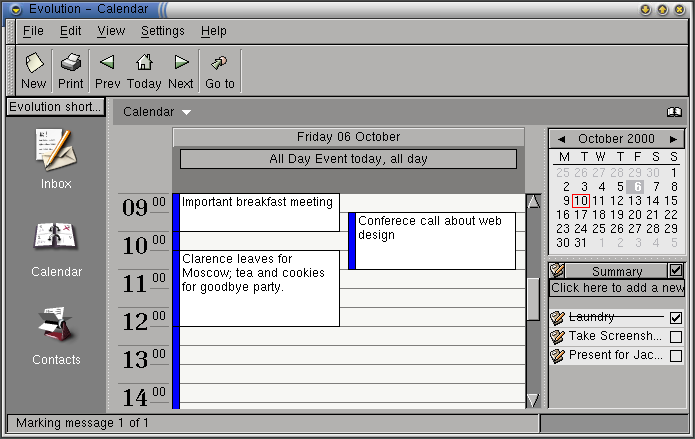 Evolution - Calendar
File Edit View Settings Help
New Print Prev Today Next Go to
Evolution short...
Inbox
Calendar
Contacts
Calendar
Friday 06 October
All Day Event today, all day
09 00
10 00
11 00
12 00
13 00
14 00
Important breakfast meeting
Conferece call about web
design
Clarence leaves for
Moscow; tea and cookies
for goodbye party.
October 2000
M T W T F S S
25 26 27 28 29 30 1
2 3 4 5 6 7 8
9 10 11 12 13 14 15
16 17 18 19 20 21 22
23 24 25 26 27 28 29
30 31 1 2 3 4 5
Summary
Click here to add a new
Laundry
Take Screensh...
Present for Jac...
Marking message 1 of 1